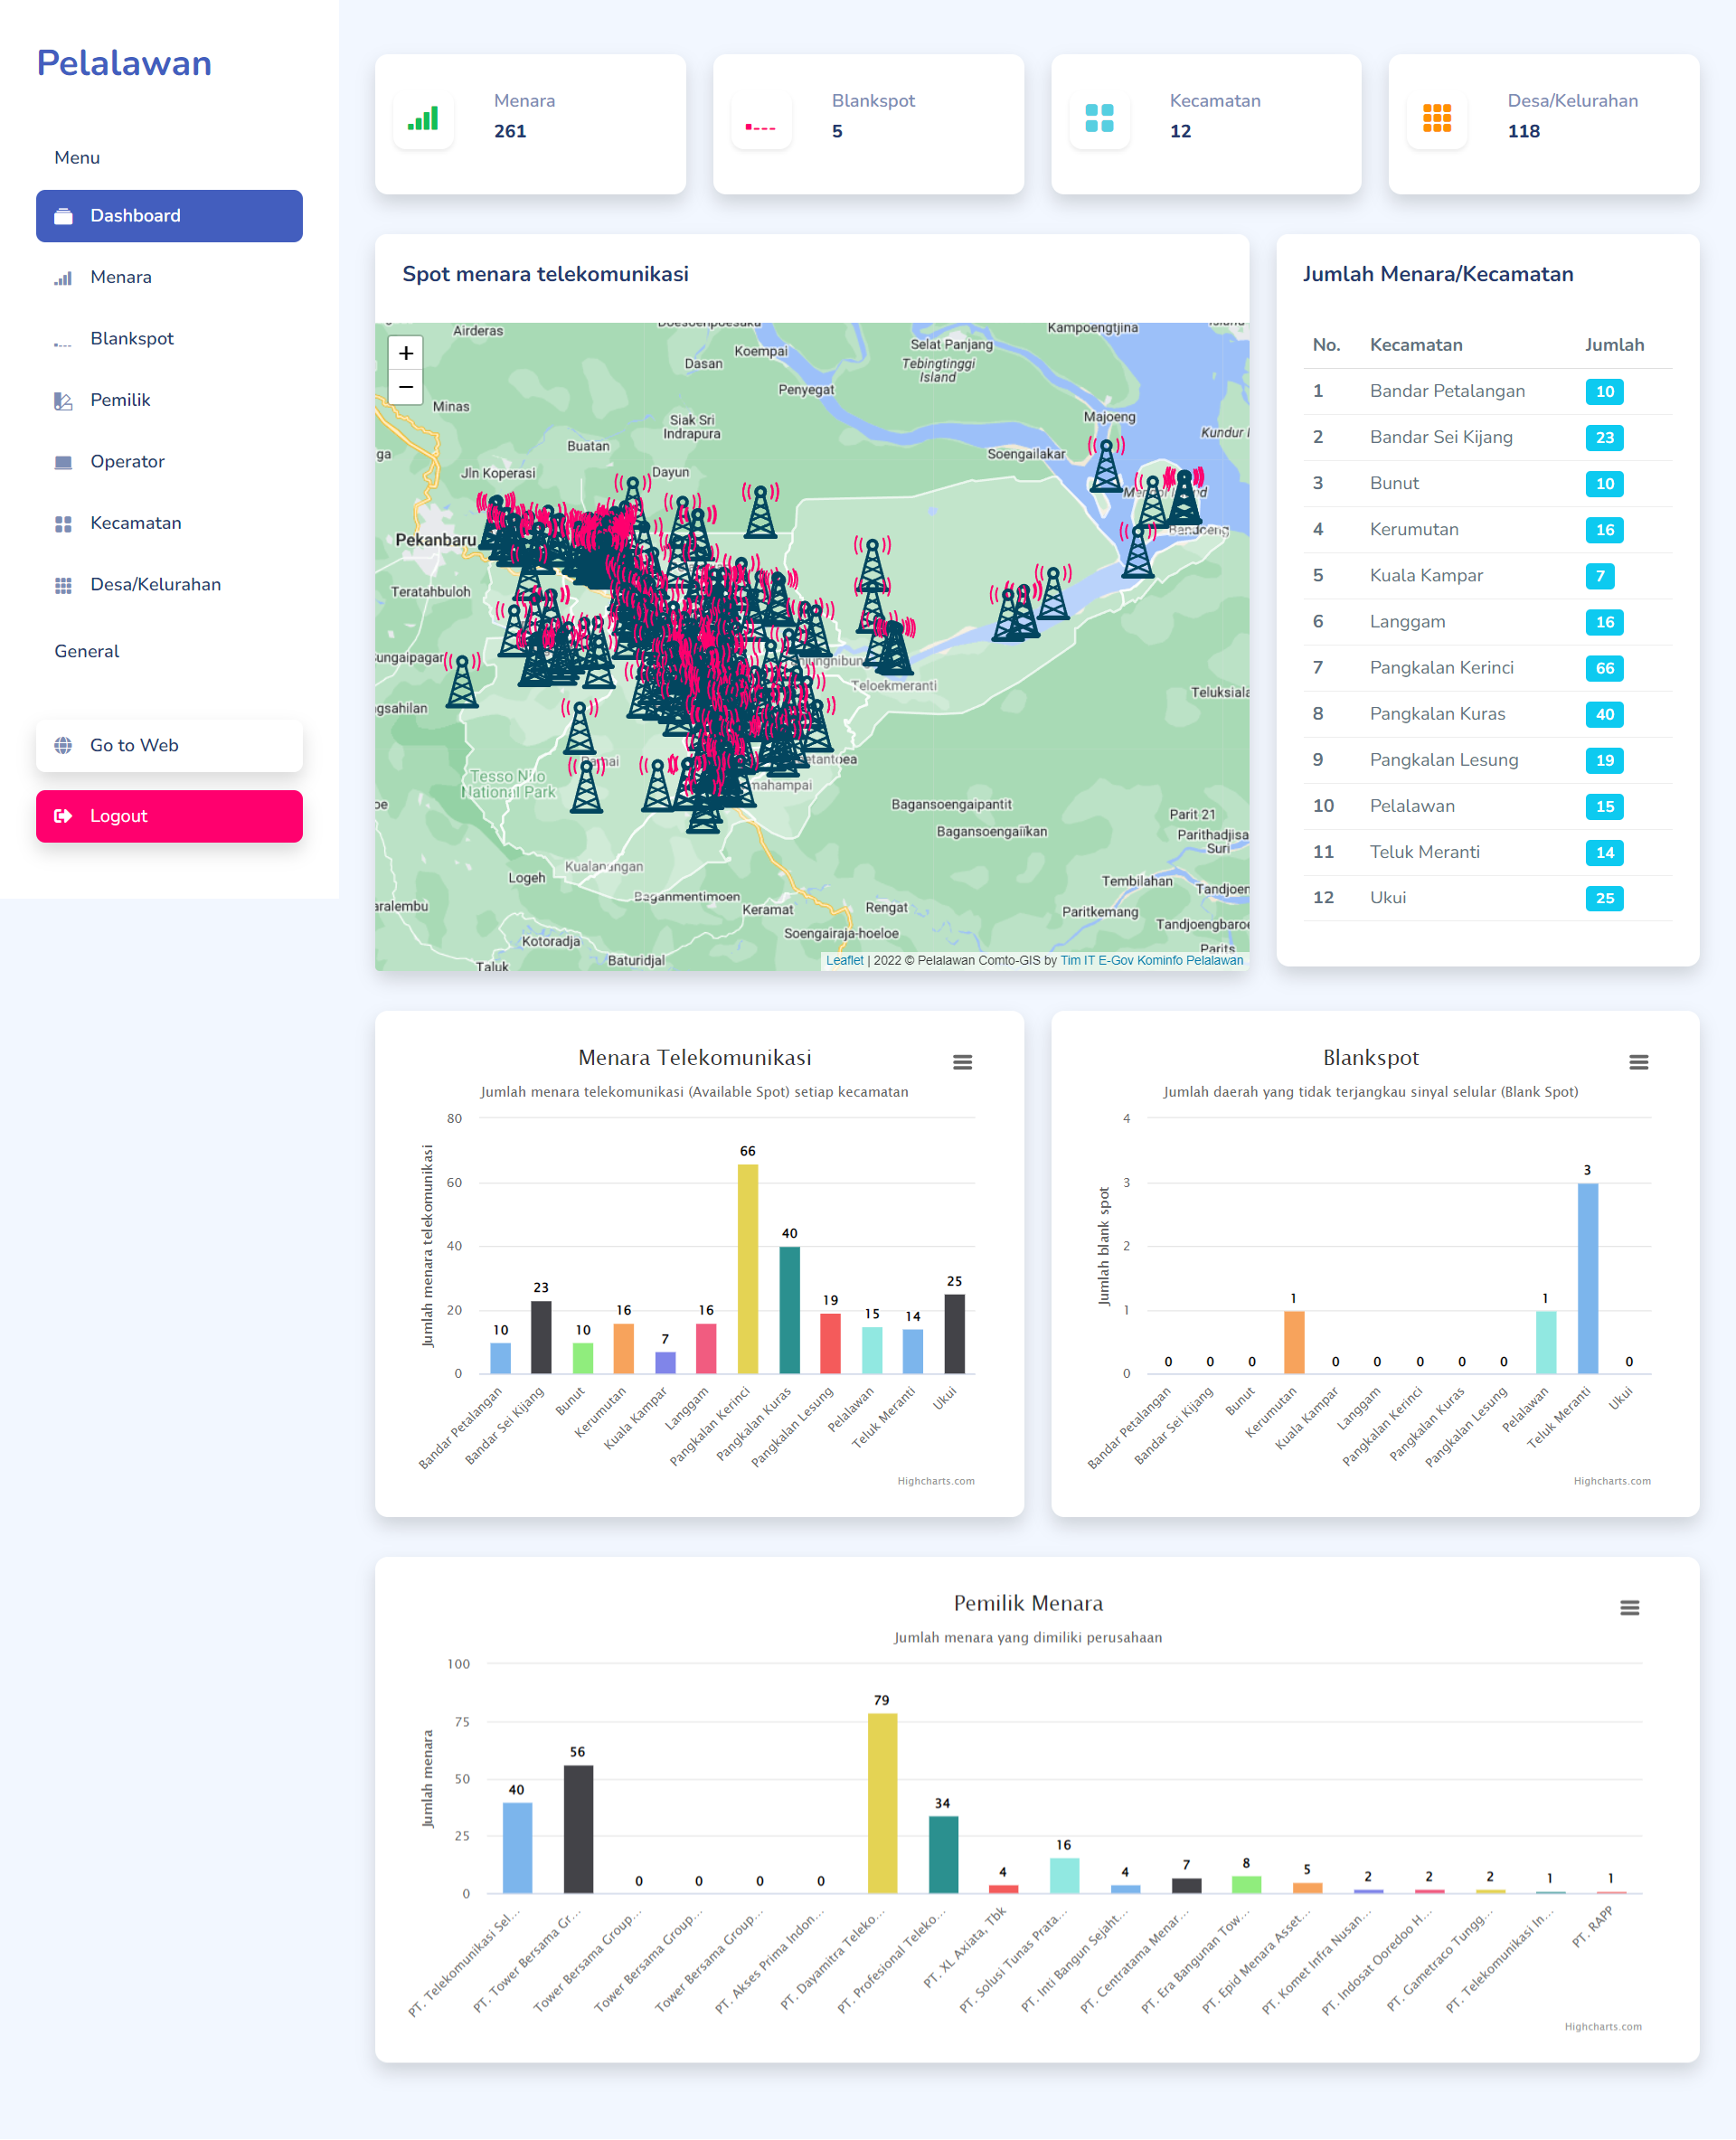 Pelalawan
Menu
Dashboard
Menara
Blankspot
Pemilik
Operator
Kecamatan
Desa/Kelurahan
General
Go to Web
Logout
Menara
261
Blankspot
5
Kecamatan
12
Desa/Kelurahan
118
Spot menara telekomunikasi
+
−
Airderas
Koempai
Dasan
Penyegat
Selat Panjang
Tebingtinggi
Island
Kampoengtjina
Minas
Siak Sri
Indrapura
Majoeng
Buatan
Soengailakar
Jln Koperasi
Dayun
Pekanbaru
Bandoeng
Teratahbuloh
Teloekmeranti
Tesso Nilo
National Park
Bagansoengaipantit
Bagansoengaiïkan
Parit 21
Parithadjisa
Suri
Kualanangan
Logeh
Tembilahan
Baganmentimoen
Keramat
Rengat
Paritkemang
Soengairaja-hoeloe
Kotoradja
Baturidjal
Taluk
Parits
Leaflet | 2022 © Pelalawan Comto-GIS by Tim IT E-Gov Kominfo Pelalawan
Jumlah Menara/Kecamatan
No. Kecamatan Jumlah
1 Bandar Petalangan 10
2 Bandar Sei Kijang 23
3 Bunut 10
4 Kerumutan 16
5 Kuala Kampar 7
6 Langgam 16
7 Pangkalan Kerinci 66
8 Pangkalan Kuras 40
9 Pangkalan Lesung 19
10 Pelalawan 15
11 Teluk Meranti 14
12 Ukui 25
Menara Telekomunikasi
Jumlah menara telekomunikasi (Available Spot) setiap kecamatan
Jumlah menara telekomunikasi
80
60
40
20
0
10 23 10 16 7 16 66 40 19 15 14 25
Bandar Petalangan
Bandar Sei Kijang
Bunut
Kerumutan
Kuala Kampar
Langgam
Pangkalan Kerinci
Pangkalan Kuras
Pangkalan Lesung
Pelalawan
Teluk Meranti
Ukui
Highcharts.com
Blankspot
Jumlah daerah yang tidak terjangkau sinyal selular (Blank Spot)
Jumlah blank spot
4
3
2
1
0
0 0 0 1 0 0 0 0 0 1 3 0
Bandar Petalangan
Bandar Sei Kijang
Bunut
Kerumutan
Kuala Kampar
Langgam
Pangkalan Kerinci
Pangkalan Kuras
Pangkalan Lesung
Pelalawan
Teluk Meranti
Ukui
Highcharts.com
Pemilik Menara
Jumlah menara yang dimiliki perusahaan
Jumlah menara
100
75
50
25
0
40 56 0 0 0 0 79 34 4 16 4 7 8 5 2 2 2 1 1
PT. Telekomunikasi Sel…
PT. Tower Bersama Gr…
Tower Bersama Group…
Tower Bersama Group…
Tower Bersama Group…
PT. Akses Prima Indon…
PT. Dayamitra Teleko…
PT. Profesional Teleko…
PT. XL Axiata, Tbk
PT. Solusi Tunas Prata…
PT. Inti Bangun Sejaht…
PT. Centratama Menar…
PT. Era Bangunan Tow…
PT. Epid Menara Asset…
PT. Komet Infra Nusan…
PT. Indosat Ooredoo H…
PT. Gametraco Tungg…
PT. Telekomunikasi In…
PT. RAPP
Highcharts.com